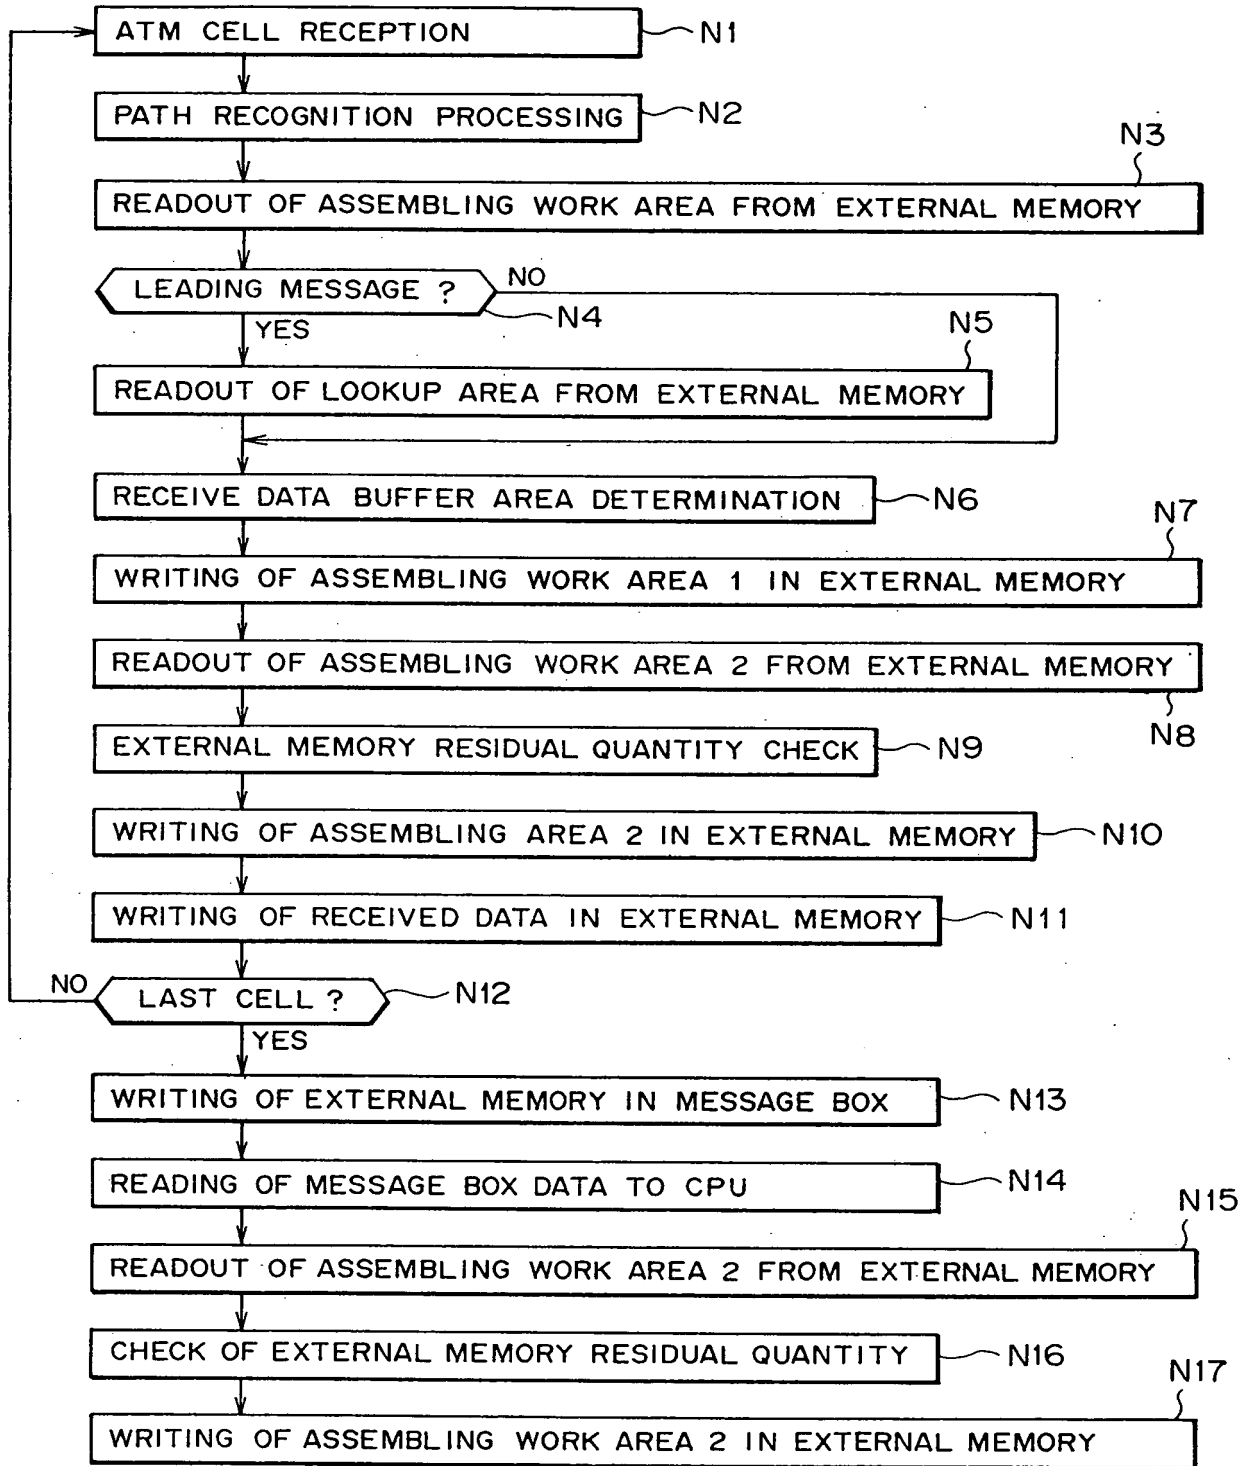 ATM CELL RECEPTION N1
PATH RECOGNITION PROCESSING N2
N3
READOUT OF ASSEMBLING WORK AREA FROM EXTERNAL MEMORY
LEADING MESSAGE ? NO
N4
YES
N5
READOUT OF LOOKUP AREA FROM EXTERNAL MEMORY
RECEIVE DATA BUFFER AREA DETERMINATION N6
N7
WRITING OF ASSEMBLING WORK AREA 1 IN EXTERNAL MEMORY
READOUT OF ASSEMBLING WORK AREA 2 FROM EXTERNAL MEMORY
N8
EXTERNAL MEMORY RESIDUAL QUANTITY CHECK N9
WRITING OF ASSEMBLING AREA 2 IN EXTERNAL MEMORY N10
WRITING OF RECEIVED DATA IN EXTERNAL MEMORY N11
NO LAST CELL ? N12
YES
WRITING OF EXTERNAL MEMORY IN MESSAGE BOX N13
READING OF MESSAGE BOX DATA TO CPU N14
N15
READOUT OF ASSEMBLING WORK AREA 2 FROM EXTERNAL MEMORY
CHECK OF EXTERNAL MEMORY RESIDUAL QUANTITY N16
N17
WRITING OF ASSEMBLING WORK AREA 2 IN EXTERNAL MEMORY